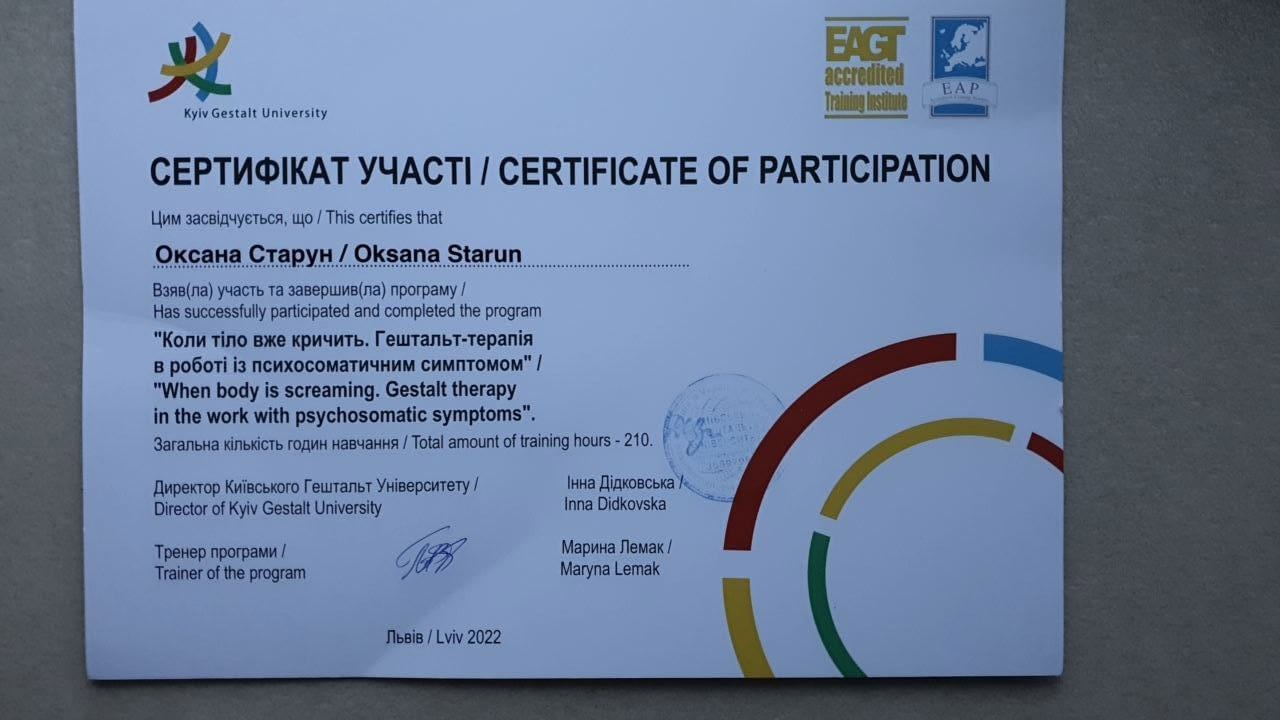 Kyiv Gestalt University
EAGT
accredited
Training Institute
EAP
СЕРТИФІКАТ УЧАСТІ / CERTIFICATE OF PARTICIPATION
Цим засвідчується, що / This certifies that
Оксана Старун / Oksana Starun
Взяв(ла) участь та завершив(ла) програму /
Has successfully participated and completed the program
"Коли тіло вже кричить. Гештальт-терапія
в роботі із психосоматичним симптомом" /
"When body is screaming. Gestalt therapy
in the work with psychosomatic symptoms".
Загальна кількість годин навчання / Total amount of training hours - 210.
Директор Київського Гештальт Університету /
Director of Kyiv Gestalt University
Інна Дідковська /
Inna Didkovska
Тренер програми /
Trainer of the program
Марина Лемак /
Maryna Lemak
Львів / Lviv 2022